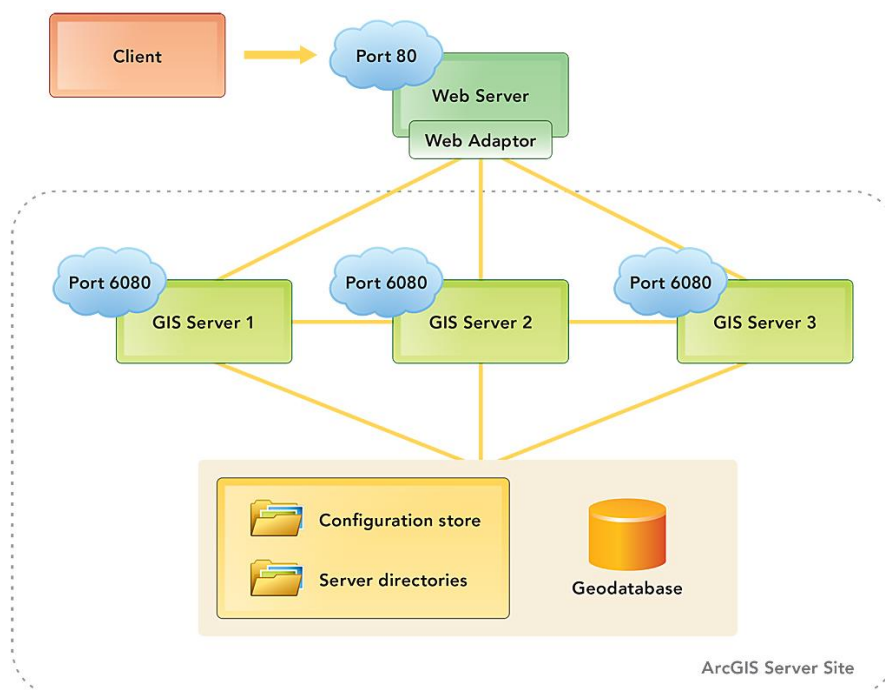 Client
Port 80
Web Server
Web Adaptor
Port 6080
GIS Server 1
Port 6080
GIS Server 2
Port 6080
GIS Server 3
Configuration store
Server directories
Geodatabase
ArcGIS Server Site